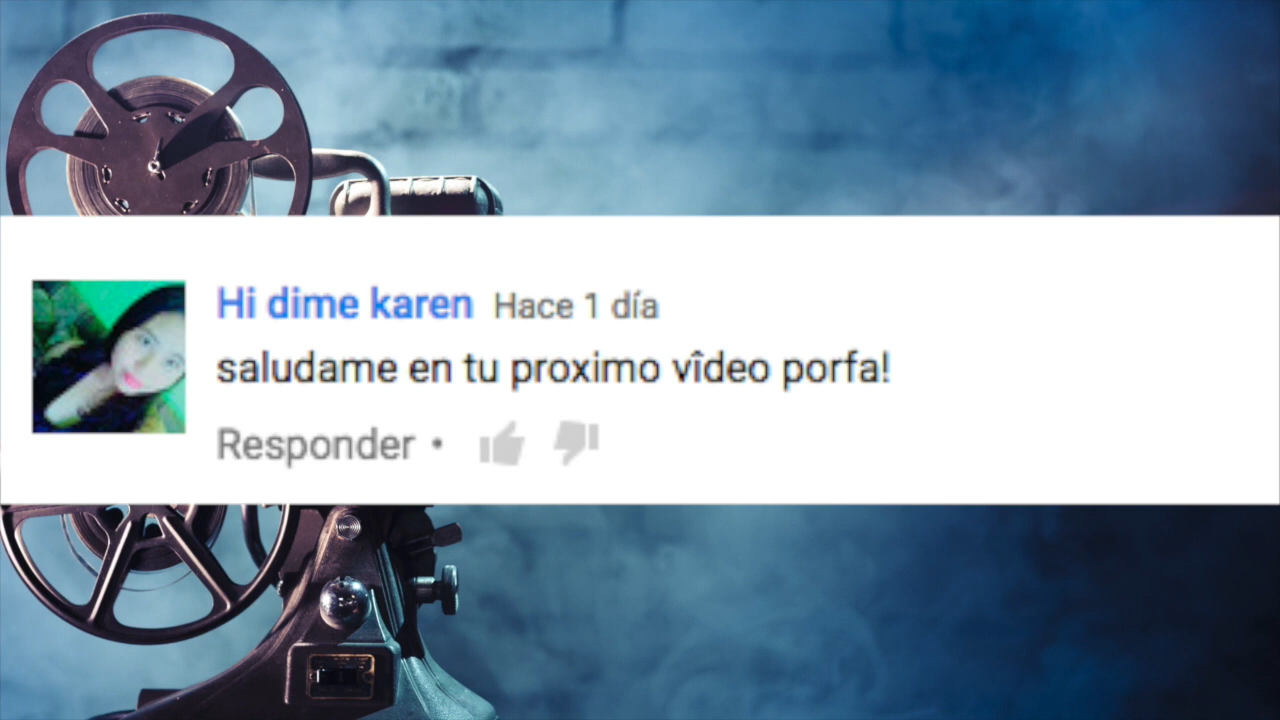 Hi dime karen Hace 1 día
saludame en tu proximo vîdeo porfa!
Responder •